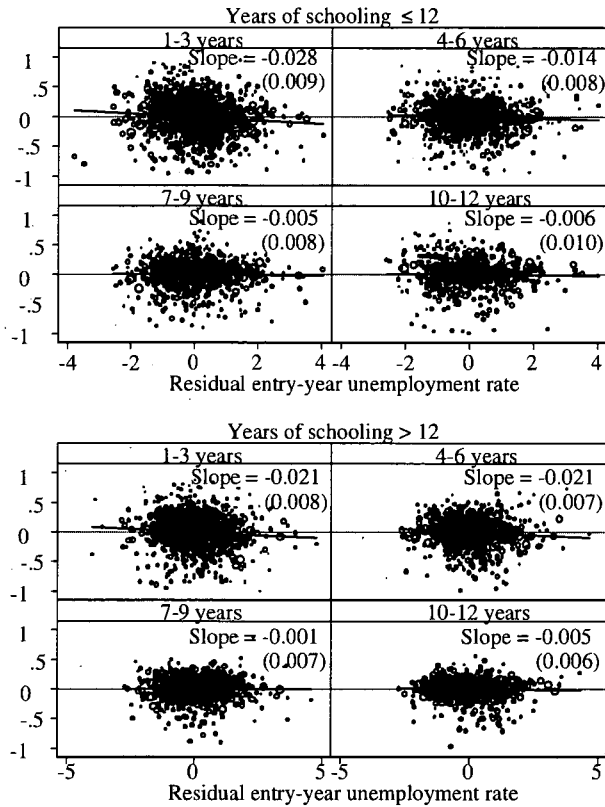 Years of schooling ≤ 12
1-3 years 4-6 years
Slope = -0.028 Slope = -0.014
(0.009) (0.008)
1
.5
0
-.5
-1
7-9 years 10-12 years
Slope = -0.005 Slope = -0.006
(0.008) (0.010)
1
.5
0
-.5
-1
-4 -2 0 2 4 -4 -2 0 2 4
Residual entry-year unemployment rate
Years of schooling > 12
1-3 years 4-6 years
Slope = -0.021 Slope = -0.021
(0.008) (0.007)
1
.5
0
-.5
-1
7-9 years 10-12 years
Slope = -0.001 Slope = -0.005
(0.007) (0.006)
1
.5
0
-.5
-1
-5 0 5 -5 0 5
Residual entry-year unemployment rate